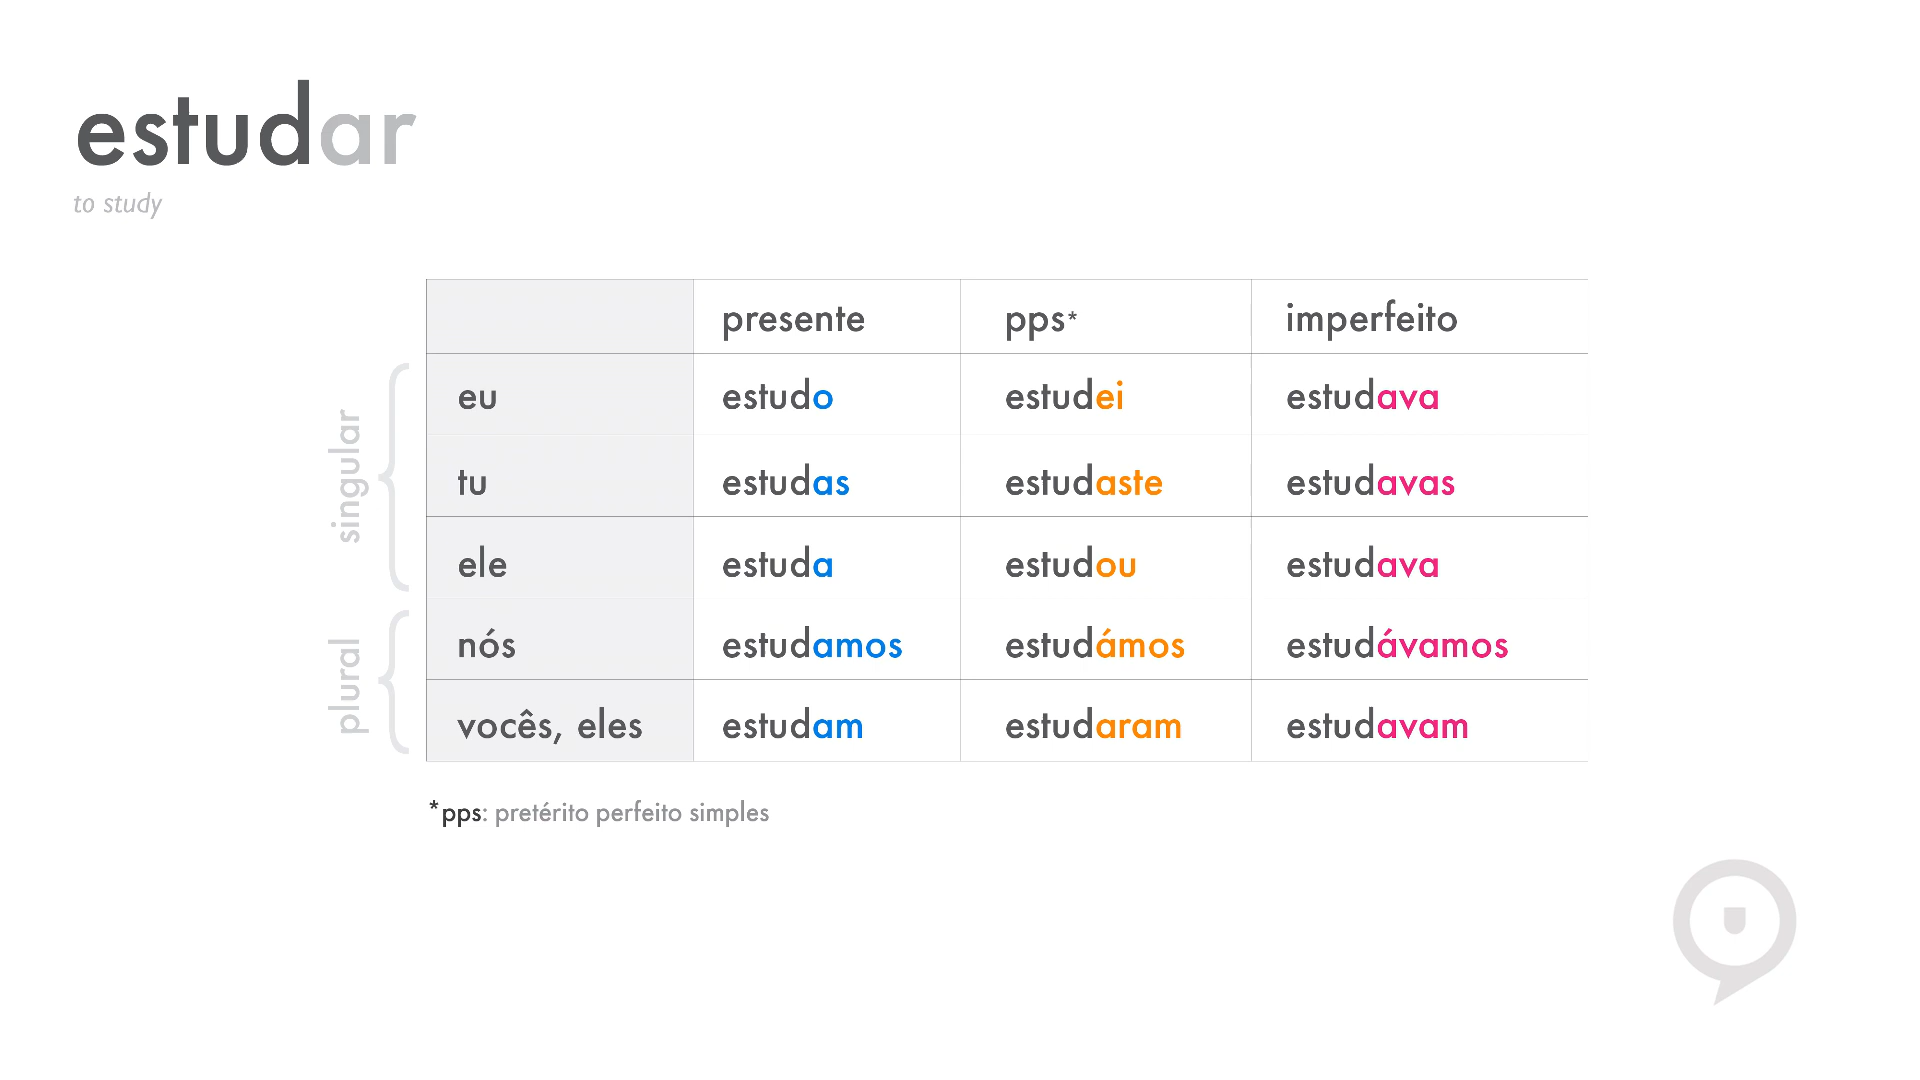 estudar
to study
presente pps* imperfeito
singular
eu estudo estudei estudava
tu estudas estudaste estudavas
ele estuda estudou estudava
plural
nós estudamos estudámos estudávamos
vocês, eles estudam estudaram estudavam
*pps: pretérito perfeito simples